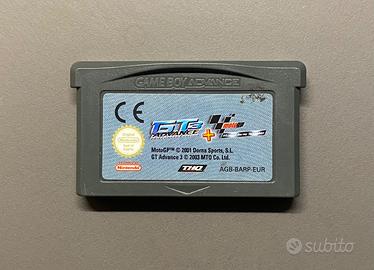 GAME BOY ADVANCE
CE
GT3
ADVANCE
+
MotoGP™ © 2001 Dorna Sports, S.L.
GT Advance 3 © 2003 MTO Co. Ltd.
Nintendo
THQ
AGB-BARP-EUR
subito